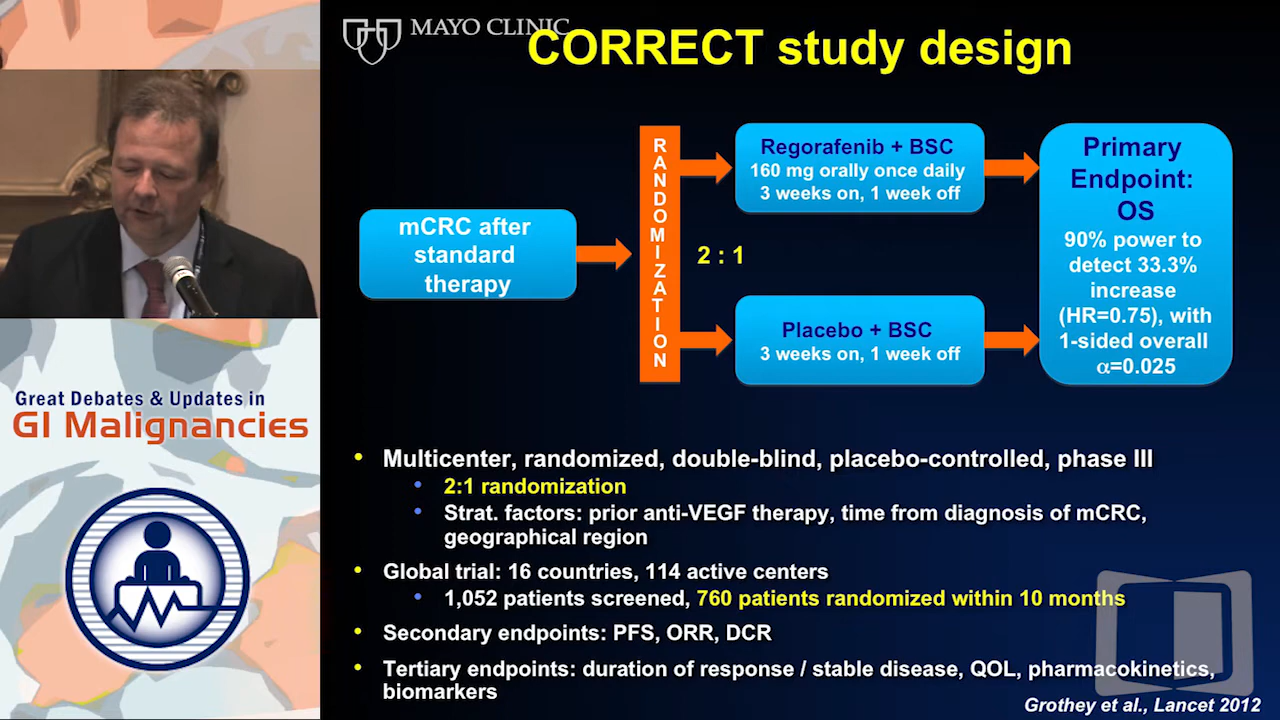 MAYO CLINIC
CORRECT study design
mCRC after
standard
therapy
RANDOMIZATION
2 : 1
Regorafenib + BSC
160 mg orally once daily
3 weeks on, 1 week off
Placebo + BSC
3 weeks on, 1 week off
Primary
Endpoint:
OS
90% power to
detect 33.3%
increase
(HR=0.75), with
1-sided overall
α=0.025
Great Debates & Updates in
GI Malignancies
• Multicenter, randomized, double-blind, placebo-controlled, phase III
• 2:1 randomization
• Strat. factors: prior anti-VEGF therapy, time from diagnosis of mCRC,
geographical region
• Global trial: 16 countries, 114 active centers
• 1,052 patients screened, 760 patients randomized within 10 months
• Secondary endpoints: PFS, ORR, DCR
• Tertiary endpoints: duration of response / stable disease, QOL, pharmacokinetics,
biomarkers
Grothey et al., Lancet 2012